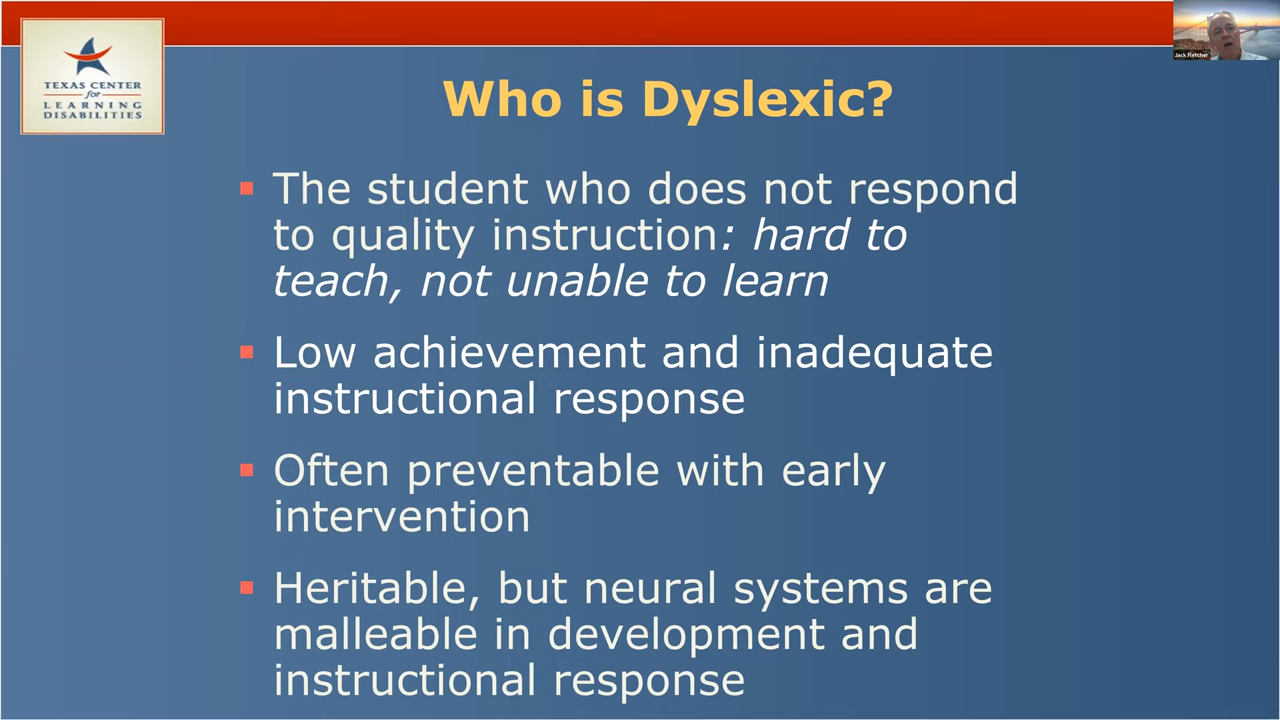 TEXAS CENTER
for
LEARNING
DISABILITIES
Jack Fletcher
Who is Dyslexic?
The student who does not respond
to quality instruction: hard to
teach, not unable to learn
Low achievement and inadequate
instructional response
Often preventable with early
intervention
Heritable, but neural systems are
malleable in development and
instructional response